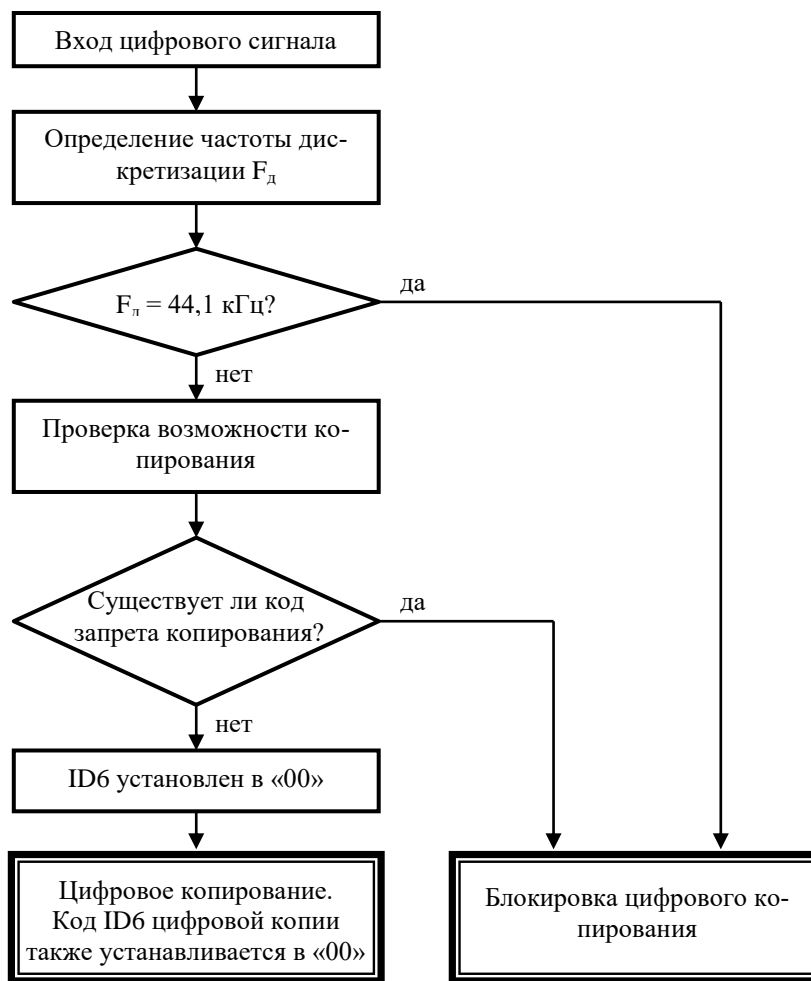 Вход цифрового сигнала
Определение частоты дис-
кретизации Fд
да
Fд = 44,1 кГц?
нет
Проверка возможности ко-
пирования
Существует ли код
запрета копирования?
да
нет
ID6 установлен в «00»
Цифровое копирование.
Код ID6 цифровой копии
также устанавливается в «00»
Блокировка цифрового ко-
пирования